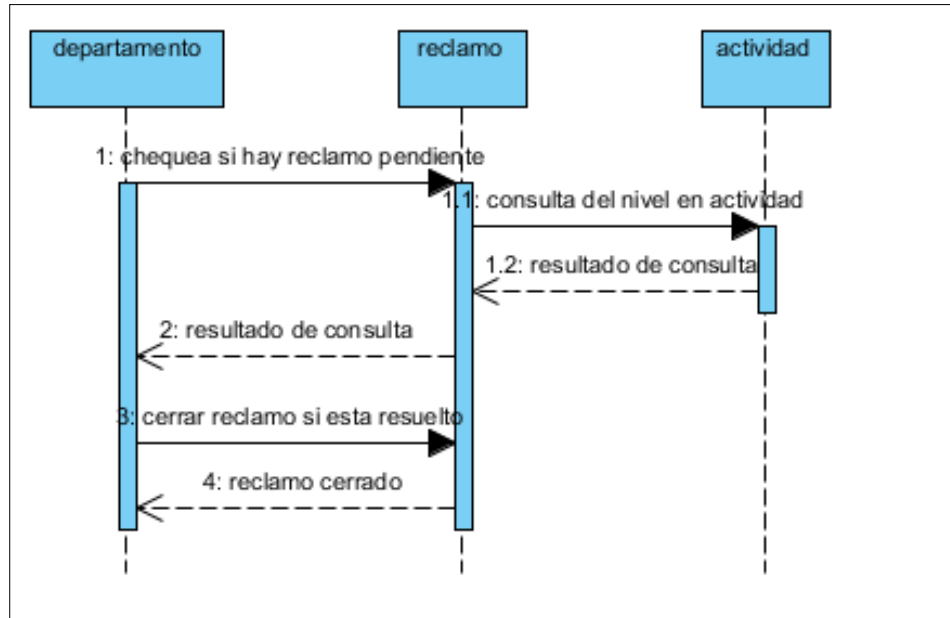 departamento
reclamo
actividad
1: chequea si hay reclamo pendiente
1.1: consulta del nivel en actividad
1.2: resultado de consulta
2: resultado de consulta
3: cerrar reclamo si esta resuelto
4: reclamo cerrado